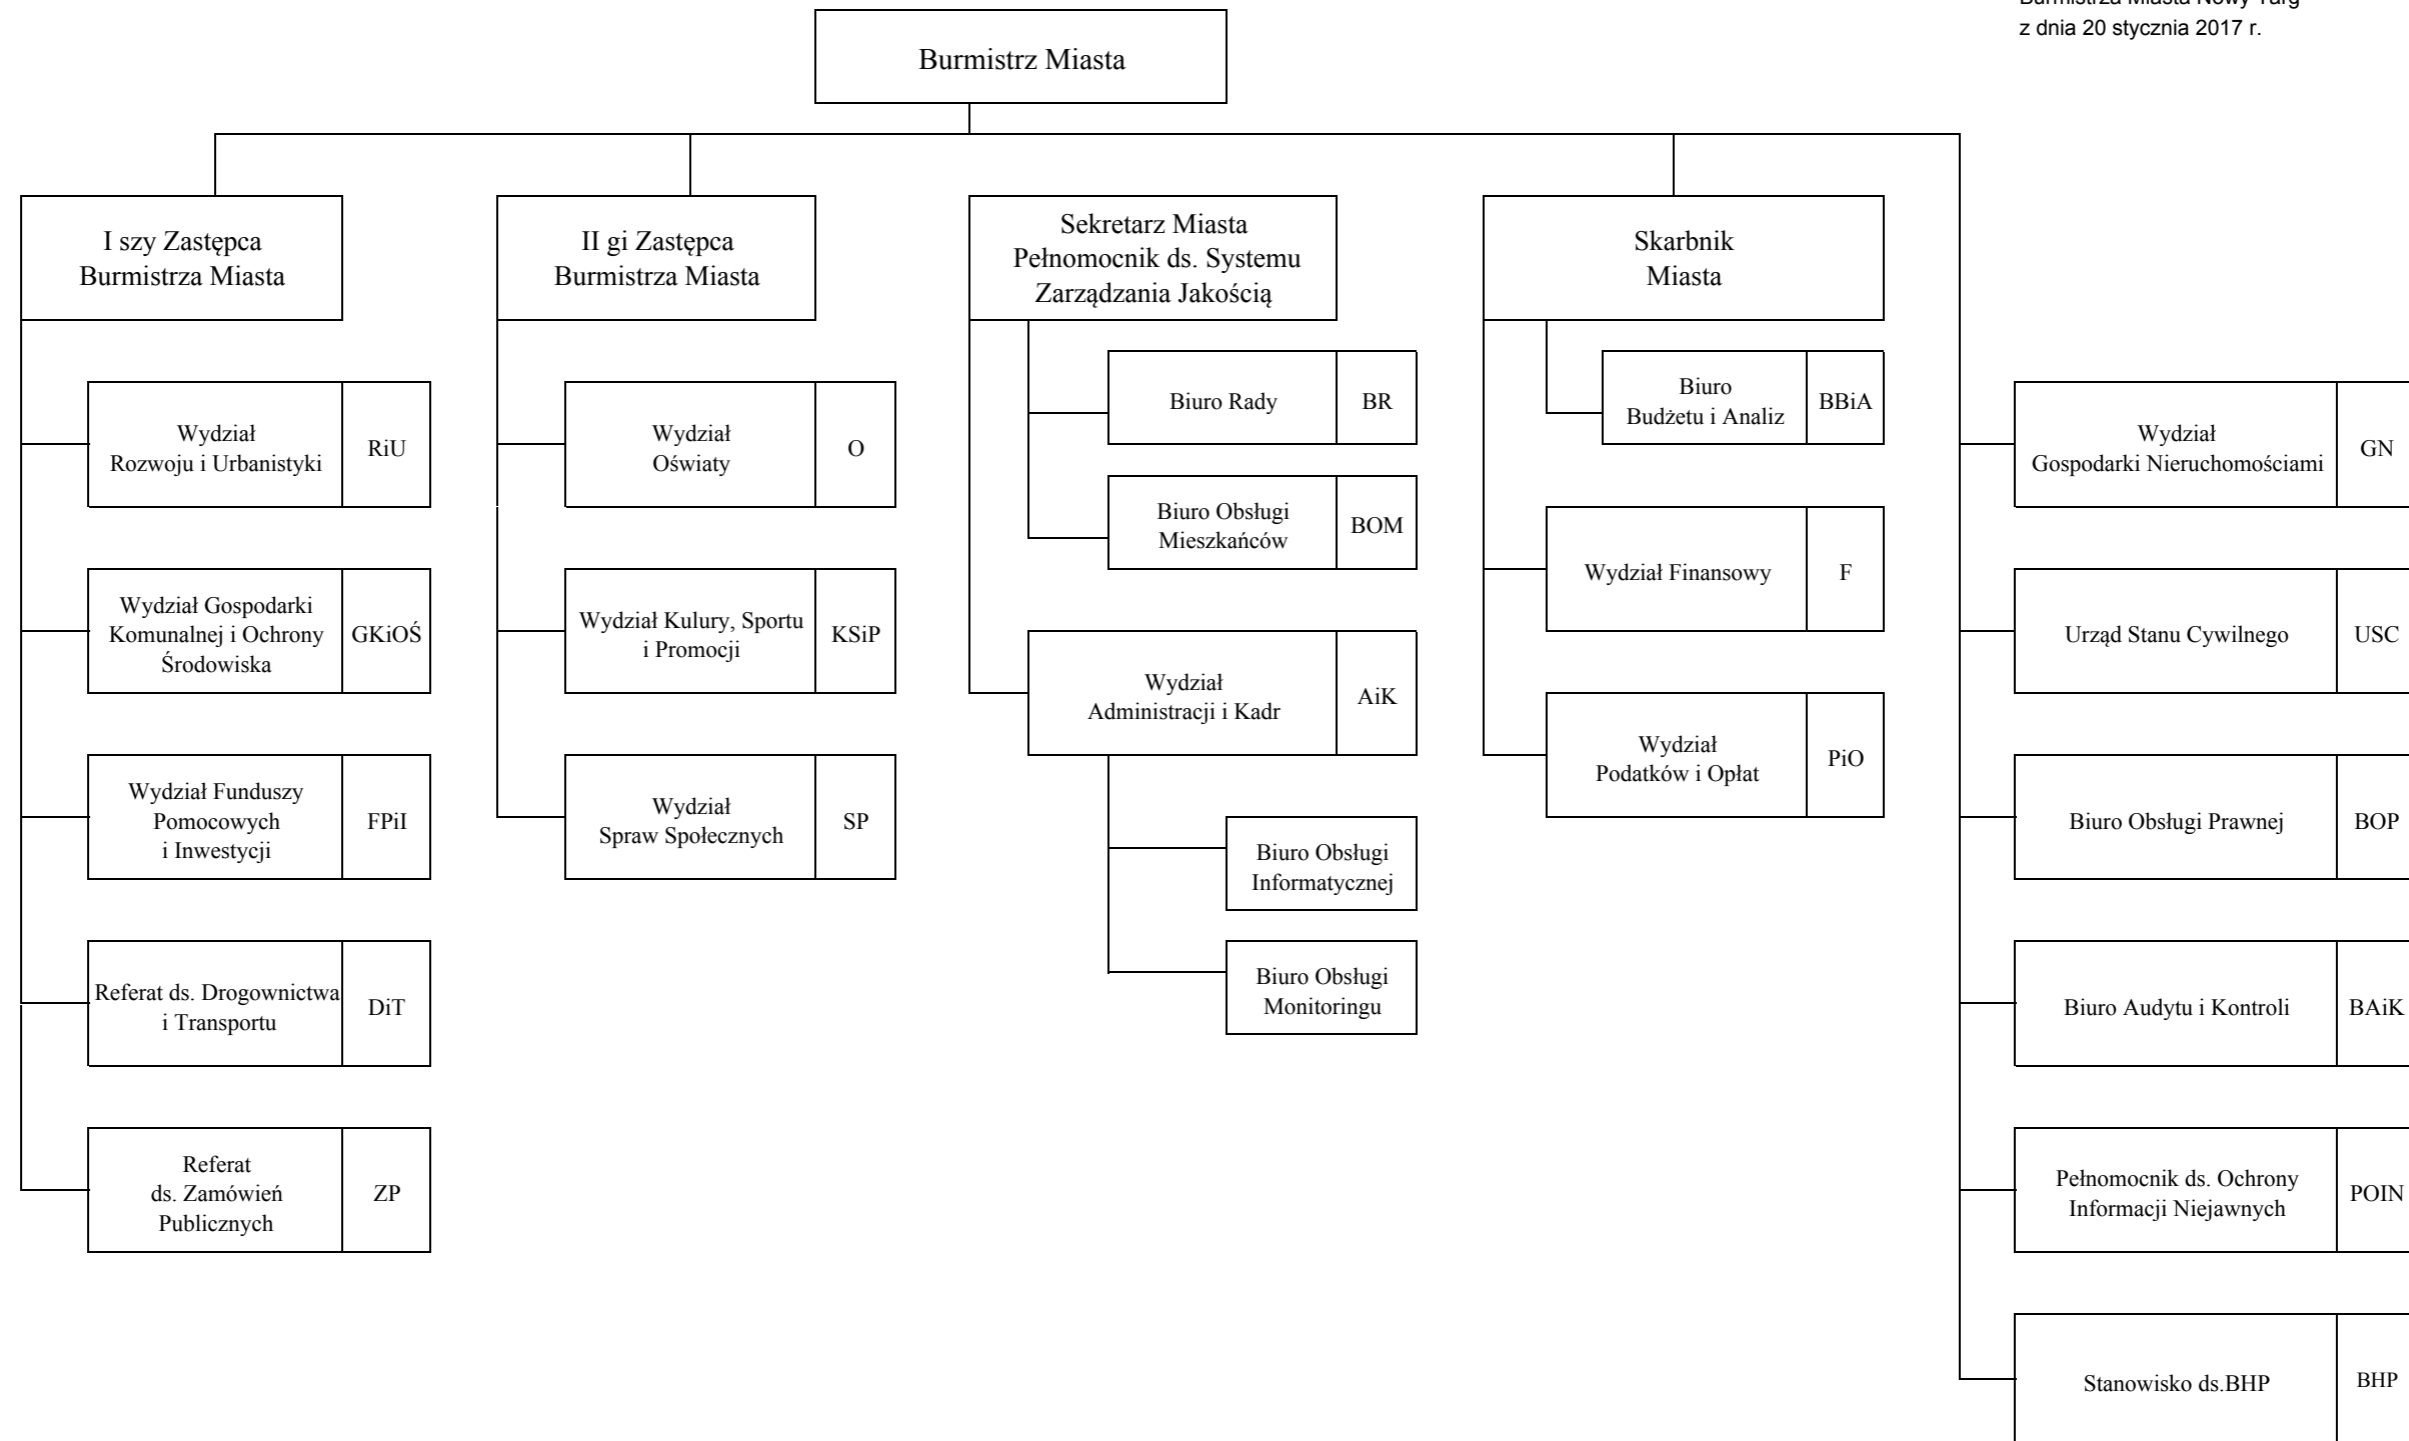 Burmistrza Miasta Nowy Targ
z dnia 20 stycznia 2017 r.
Burmistrz Miasta
I szy Zastępca
Burmistrza Miasta
II gi Zastępca
Burmistrza Miasta
Sekretarz Miasta
Pełnomocnik ds. Systemu
Zarządzania Jakością
Skarbnik
Miasta
Wydział
Rozwoju i Urbanistyki
RiU
Wydział Gospodarki
Komunalnej i Ochrony
Środowiska
GKiOŚ
Wydział Funduszy
Pomocowych
i Inwestycji
FPiI
Referat ds. Drogownictwa
i Transportu
DiT
Referat
ds. Zamówień
Publicznych
ZP
Wydział
Oświaty
O
Wydział Kulury, Sportu
i Promocji
KSiP
Wydział
Spraw Społecznych
SP
Biuro Rady
BR
Biuro Obsługi
Mieszkańców
BOM
Wydział
Administracji i Kadr
AiK
Biuro Obsługi
Informatycznej
Biuro Obsługi
Monitoringu
Biuro
Budżetu i Analiz
BBiA
Wydział Finansowy
F
Wydział
Podatków i Opłat
PiO
Wydział
Gospodarki Nieruchomościami
GN
Urząd Stanu Cywilnego
USC
Biuro Obsługi Prawnej
BOP
Biuro Audytu i Kontroli
BAiK
Pełnomocnik ds. Ochrony
Informacji Niejawnych
POIN
Stanowisko ds.BHP
BHP